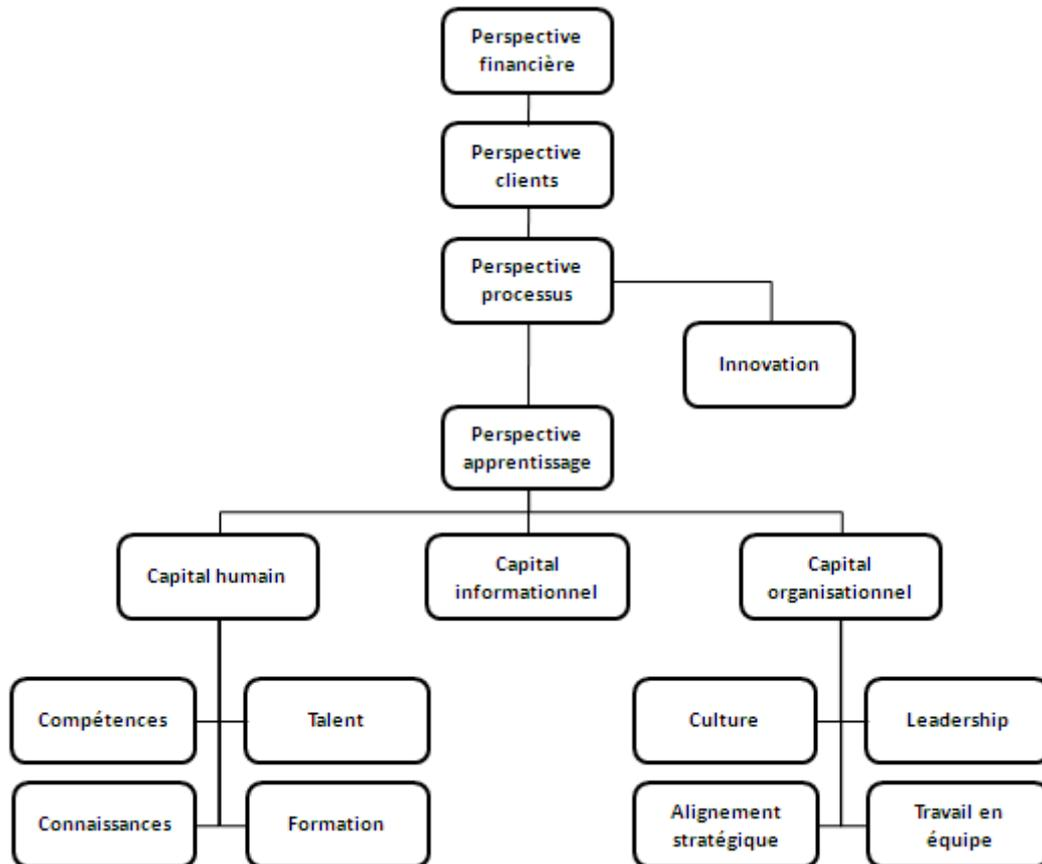 Perspective
financière
Perspective
clients
Perspective
processus
Innovation
Perspective
apprentissage
Capital humain
Capital
informationnel
Capital
organisationnel
Compétences
Talent
Culture
Leadership
Connaissances
Formation
Alignement
stratégique
Travail en
équipe